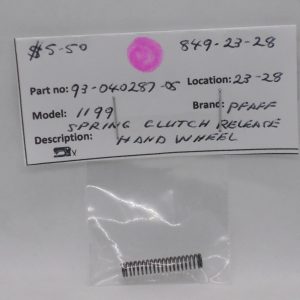 $5-50 849-23-28
Part no: 93-040287-05 Location: 23-28
Model: 1199 Brand: PFAFF
SPRING CLUTCH RELEASE
Description: HAND WHEEL
V